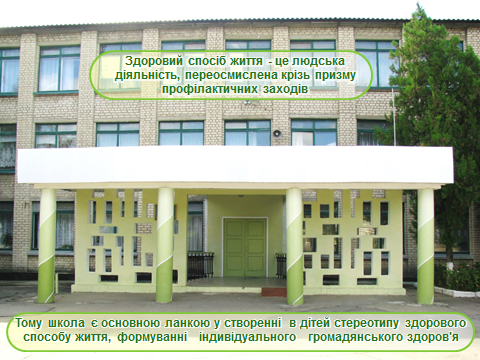 Здоровий спосіб життя - це людська
діяльність, переосмислена крізь призму
профілактичних заходів
Тому школа є основною ланкою у створенні в дітей стереотипу здорового
способу життя, формуванні індивідуального громадянського здоров'я